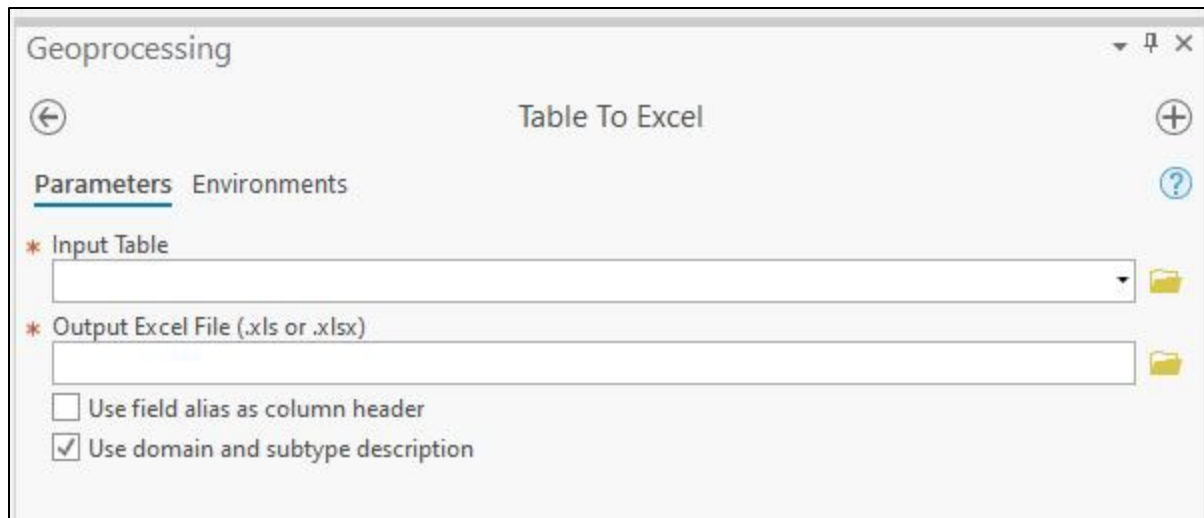 Geoprocessing
Table To Excel
Parameters Environments
* Input Table
* Output Excel File (.xls or .xlsx)
Use field alias as column header
Use domain and subtype description